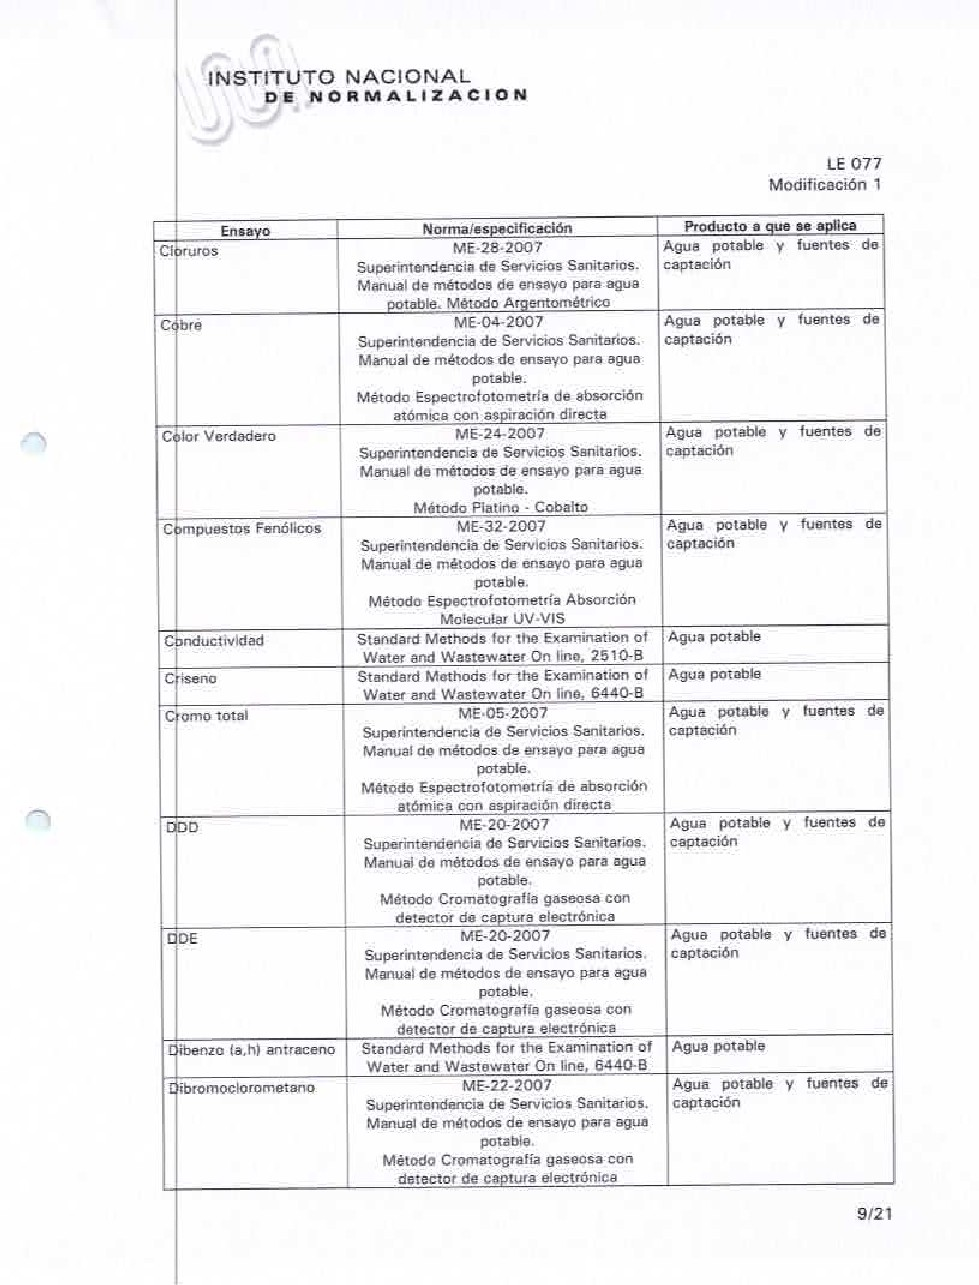 INSTITUTO NACIONAL
DE NORMALIZACION
LE 077
Modificación 1
Ensayo Norma/especificación Producto a que se aplica
Cloruros ME-28-2007 Agua potable y fuentes de
Superintendencia de Servicios Sanitarios. captación
Manual de métodos de ensayo para agua
potable. Método Argentométrico
Cobre ME-04-2007 Agua potable y fuentes de
Superintendencia de Servicios Sanitarios. captación
Manual de métodos de ensayo para agua
potable.
Método Espectrofotometría de absorción
atómica con aspiración directa
Color Verdadero ME-24-2007 Agua potable y fuentes de
Superintendencia de Servicios Sanitarios. captación
Manual de métodos de ensayo para agua
potable.
Método Platino - Cobalto
Compuestos Fenólicos ME-32-2007 Agua potable y fuentes de
Superintendencia de Servicios Sanitarios. captación
Manual de métodos de ensayo para agua
potable.
Método Espectrofotometría Absorción
Molecular UV-VIS
Conductividad Standard Methods for the Examination of Agua potable
Water and Wastewater On line, 2510-B
Criseno Standard Methods for the Examination of Agua potable
Water and Wastewater On line, 6440-B
Cromo total ME-05-2007 Agua potable y fuentes de
Superintendencia de Servicios Sanitarios. captación
Manual de métodos de ensayo para agua
potable.
Método Espectrofotometría de absorción
atómica con aspiración directa
DDD ME-20-2007 Agua potable y fuentes de
Superintendencia de Servicios Sanitarios. captación
Manual de métodos de ensayo para agua
potable.
Método Cromatografía gaseosa con
detector de captura electrónica
DDE ME-20-2007 Agua potable y fuentes de
Superintendencia de Servicios Sanitarios. captación
Manual de métodos de ensayo para agua
potable.
Método Cromatografía gaseosa con
detector de captura electrónica
Dibenzo (a,h) antraceno Standard Methods for the Examination of Agua potable
Water and Wastewater On line, 6440-B
Dibromoclorometano ME-22-2007 Agua potable y fuentes de
Superintendencia de Servicios Sanitarios. captación
Manual de métodos de ensayo para agua
potable.
Método Cromatografía gaseosa con
detector de captura electrónica
9/21